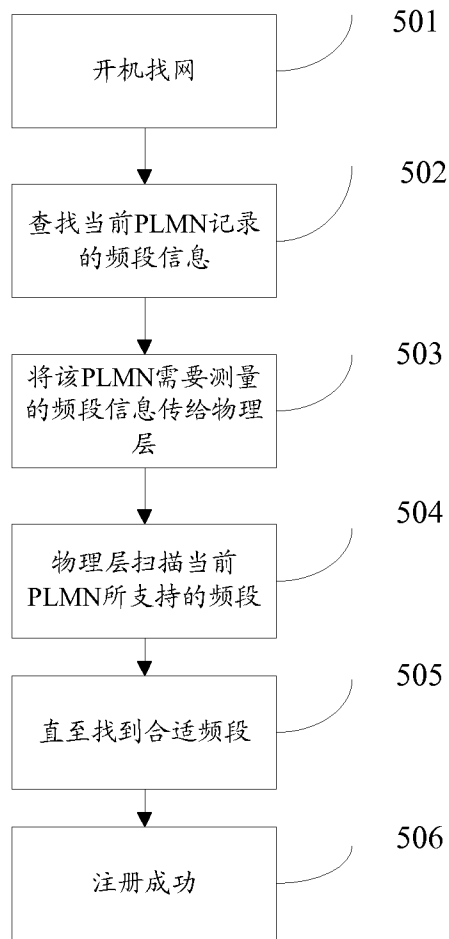 开机找网
501
查找当前PLMN记录
的频段信息
502
将该PLMN需要测量
的频段信息传给物理
层
503
物理层扫描当前
PLMN所支持的频段
504
直至找到合适频段
505
注册成功
506